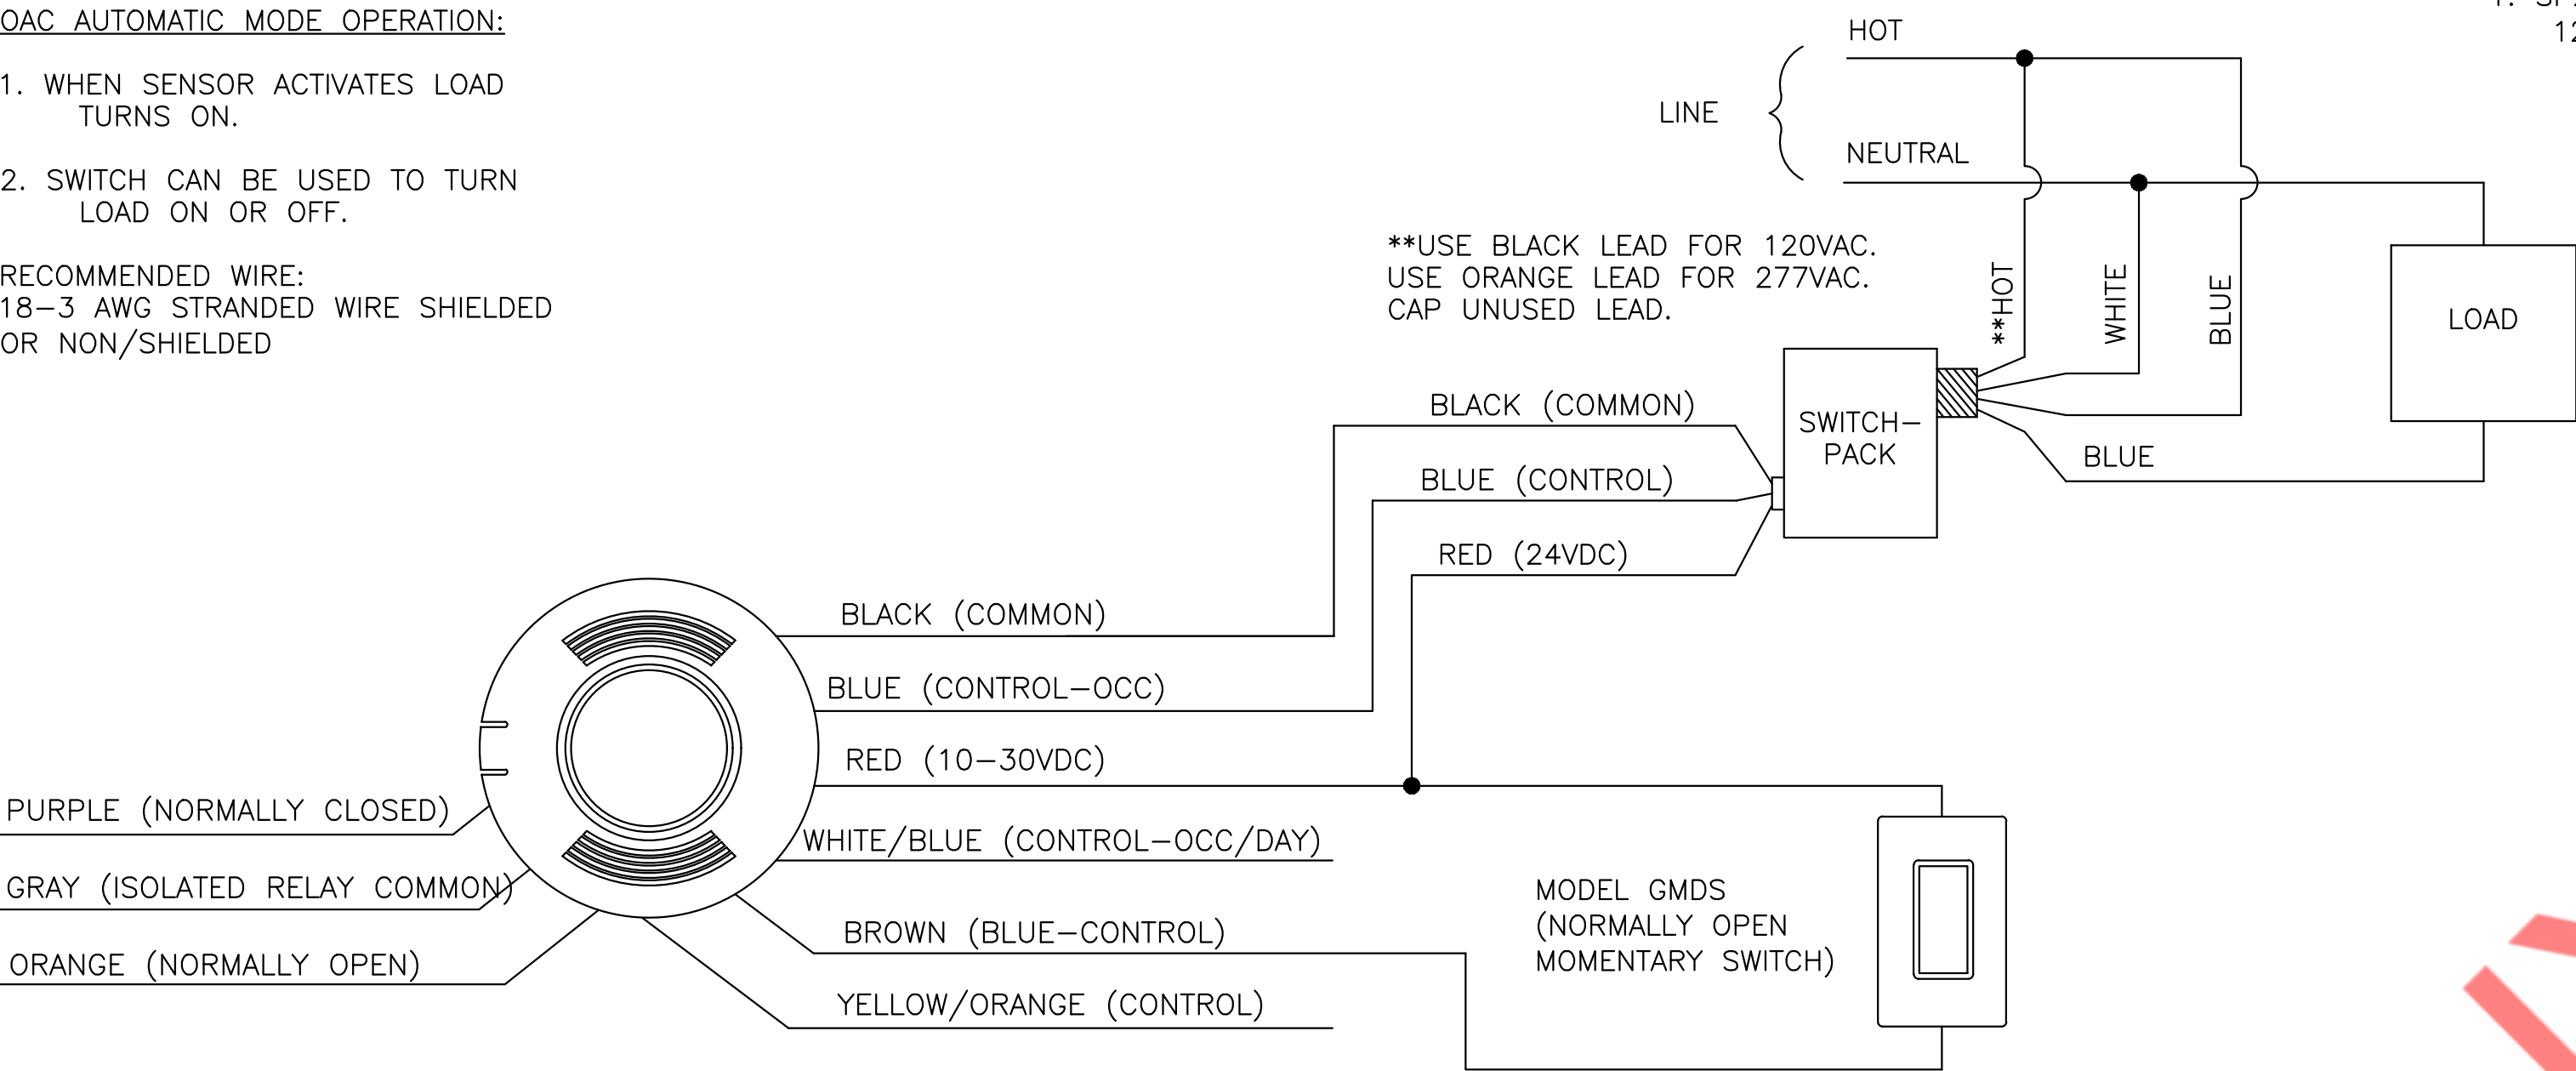 OAC AUTOMATIC MODE OPERATION:
1. WHEN SENSOR ACTIVATES LOAD
TURNS ON.
2. SWITCH CAN BE USED TO TURN
LOAD ON OR OFF.
RECOMMENDED WIRE:
18-3 AWG STRANDED WIRE SHIELDED
OR NON/SHIELDED
HOT
LINE
NEUTRAL
**USE BLACK LEAD FOR 120VAC.
USE ORANGE LEAD FOR 277VAC.
CAP UNUSED LEAD.
**HOT
WHITE
BLUE
LOAD
SWITCH-
PACK
BLUE
BLACK (COMMON)
BLUE (CONTROL)
RED (24VDC)
BLACK (COMMON)
BLUE (CONTROL-OCC)
RED (10-30VDC)
WHITE/BLUE (CONTROL-OCC/DAY)
BROWN (BLUE-CONTROL)
YELLOW/ORANGE (CONTROL)
PURPLE (NORMALLY CLOSED)
GRAY (ISOLATED RELAY COMMON)
ORANGE (NORMALLY OPEN)
MODEL GMDS
(NORMALLY OPEN
MOMENTARY SWITCH)